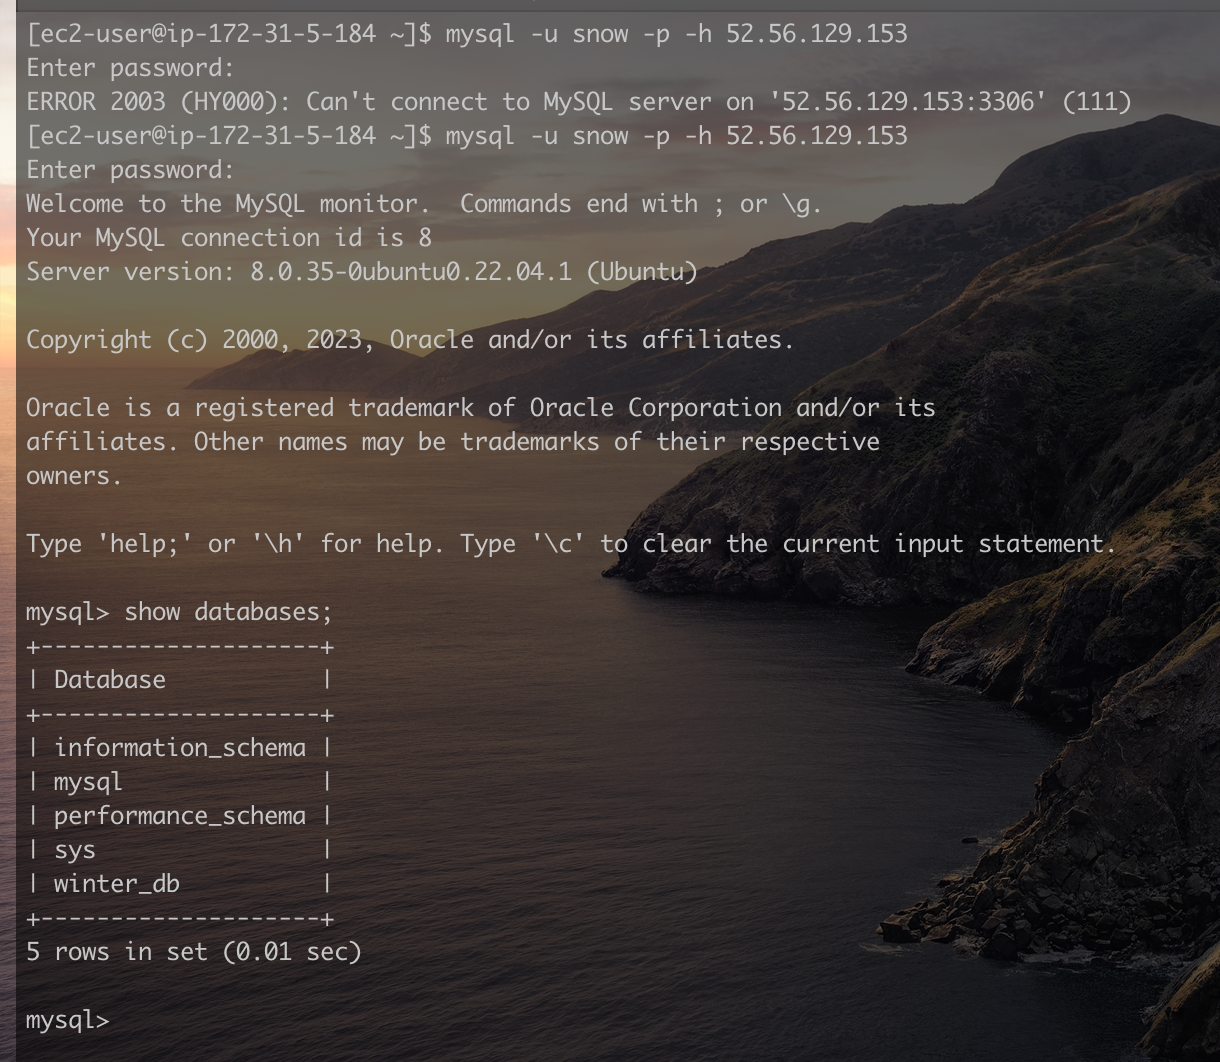 [ec2-user@ip-172-31-5-184 ~]$ mysql -u snow -p -h 52.56.129.153
Enter password:
ERROR 2003 (HY000): Can't connect to MySQL server on '52.56.129.153:3306' (111)
[ec2-user@ip-172-31-5-184 ~]$ mysql -u snow -p -h 52.56.129.153
Enter password:
Welcome to the MySQL monitor.  Commands end with ; or \g.
Your MySQL connection id is 8
Server version: 8.0.35-0ubuntu0.22.04.1 (Ubuntu)

Copyright (c) 2000, 2023, Oracle and/or its affiliates.

Oracle is a registered trademark of Oracle Corporation and/or its
affiliates. Other names may be trademarks of their respective
owners.

Type 'help;' or '\h' for help. Type '\c' to clear the current input statement.

mysql> show databases;
+--------------------+
| Database           |
+--------------------+
| information_schema |
| mysql              |
| performance_schema |
| sys                |
| winter_db          |
+--------------------+
5 rows in set (0.01 sec)

mysql>